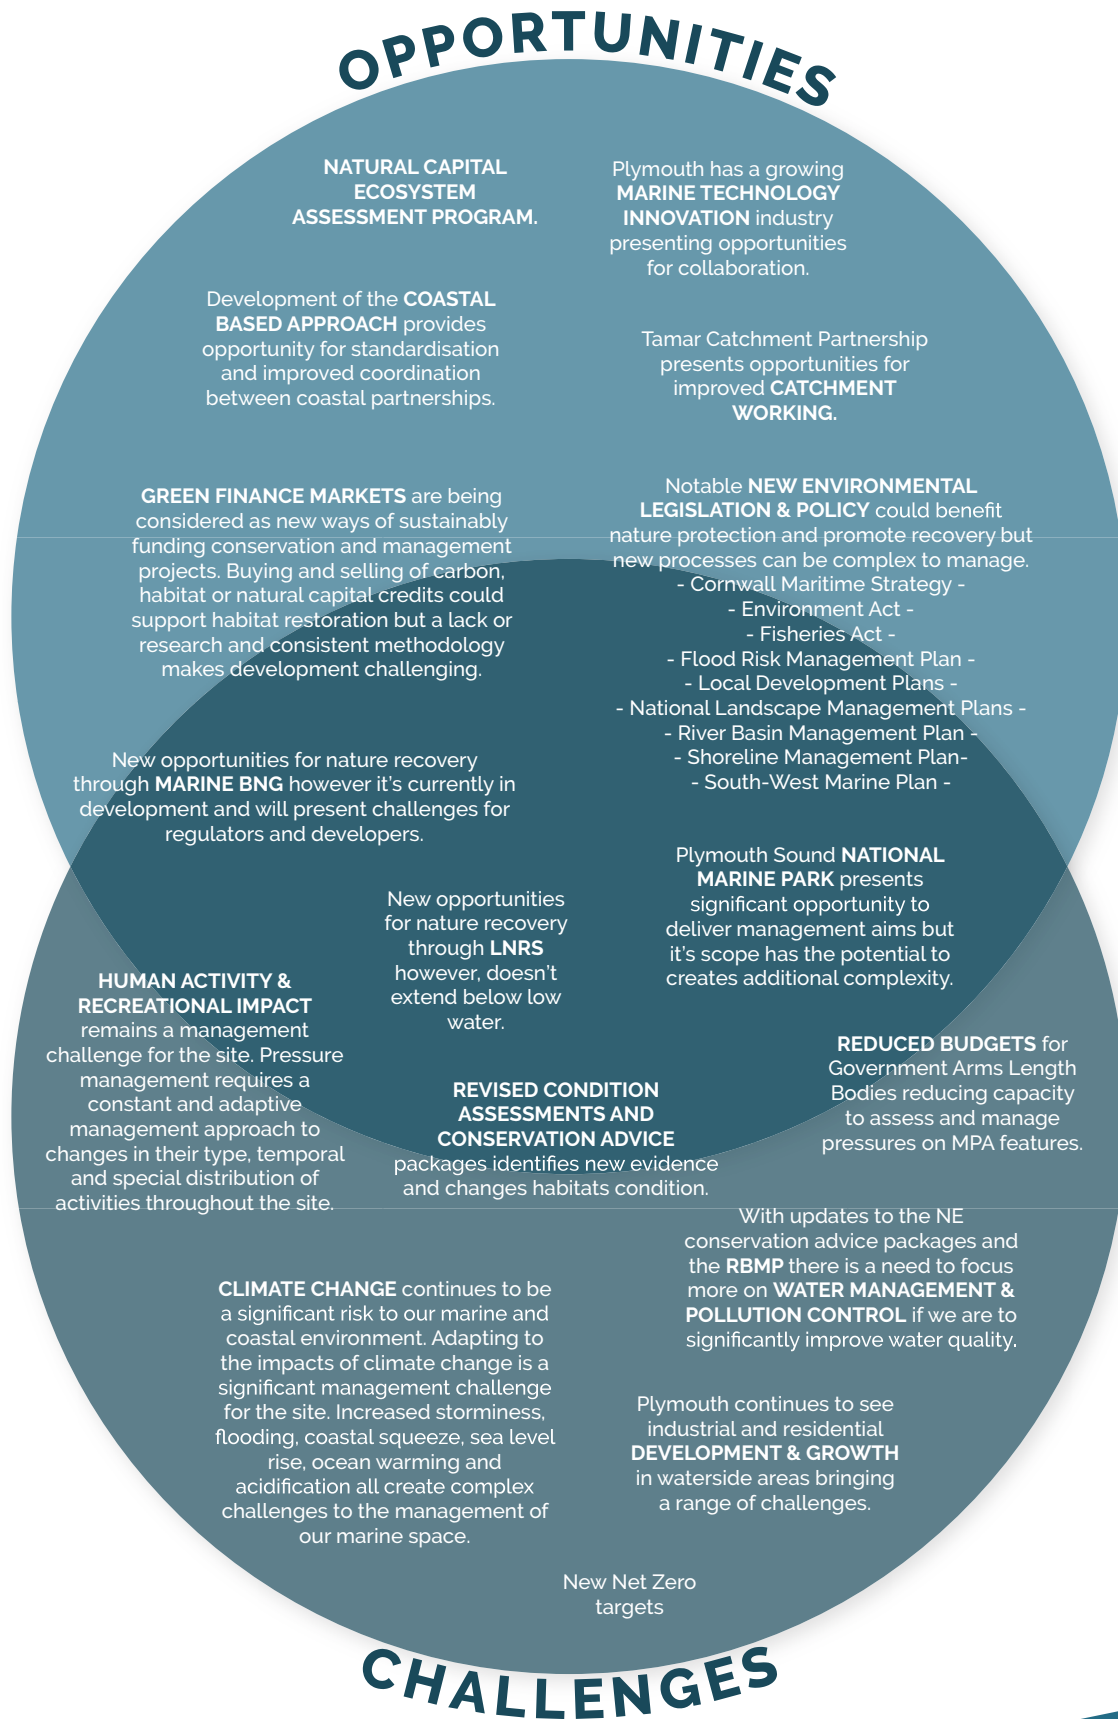 OPPORTUNITIES
NATURAL CAPITAL
ECOSYSTEM
ASSESSMENT PROGRAM.
Plymouth has a growing
MARINE TECHNOLOGY
INNOVATION industry
presenting opportunities
for collaboration.
Development of the COASTAL
BASED APPROACH provides
opportunity for standardisation
and improved coordination
between coastal partnerships.
Tamar Catchment Partnership
presents opportunities for
improved CATCHMENT
WORKING.
GREEN FINANCE MARKETS are being
considered as new ways of sustainably
funding conservation and management
projects. Buying and selling of carbon,
habitat or natural capital credits could
support habitat restoration but a lack or
research and consistent methodology
makes development challenging.
Notable NEW ENVIRONMENTAL
LEGISLATION & POLICY could benefit
nature protection and promote recovery but
new processes can be complex to manage.
- Cornwall Maritime Strategy -
- Environment Act -
- Fisheries Act -
- Flood Risk Management Plan -
- Local Development Plans -
- National Landscape Management Plans -
- River Basin Management Plan -
- Shoreline Management Plan-
- South-West Marine Plan -
New opportunities for nature recovery
through MARINE BNG however it's currently in
development and will present challenges for
regulators and developers.
Plymouth Sound NATIONAL
MARINE PARK presents
significant opportunity to
deliver management aims but
it's scope has the potential to
creates additional complexity.
New opportunities
for nature recovery
through LNRS
however, doesn't
extend below low
water.
HUMAN ACTIVITY &
RECREATIONAL IMPACT
remains a management
challenge for the site. Pressure
management requires a
constant and adaptive
management approach to
changes in their type, temporal
and special distribution of
activities throughout the site.
REDUCED BUDGETS for
Government Arms Length
Bodies reducing capacity
to assess and manage
pressures on MPA features.
REVISED CONDITION
ASSESSMENTS AND
CONSERVATION ADVICE
packages identifies new evidence
and changes habitats condition.
With updates to the NE
conservation advice packages and
the RBMP there is a need to focus
more on WATER MANAGEMENT &
POLLUTION CONTROL if we are to
significantly improve water quality.
CLIMATE CHANGE continues to be
a significant risk to our marine and
coastal environment. Adapting to
the impacts of climate change is a
significant management challenge
for the site. Increased storminess,
flooding, coastal squeeze, sea level
rise, ocean warming and
acidification all create complex
challenges to the management of
our marine space.
Plymouth continues to see
industrial and residential
DEVELOPMENT & GROWTH
in waterside areas bringing
a range of challenges.
New Net Zero
targets
CHALLENGES